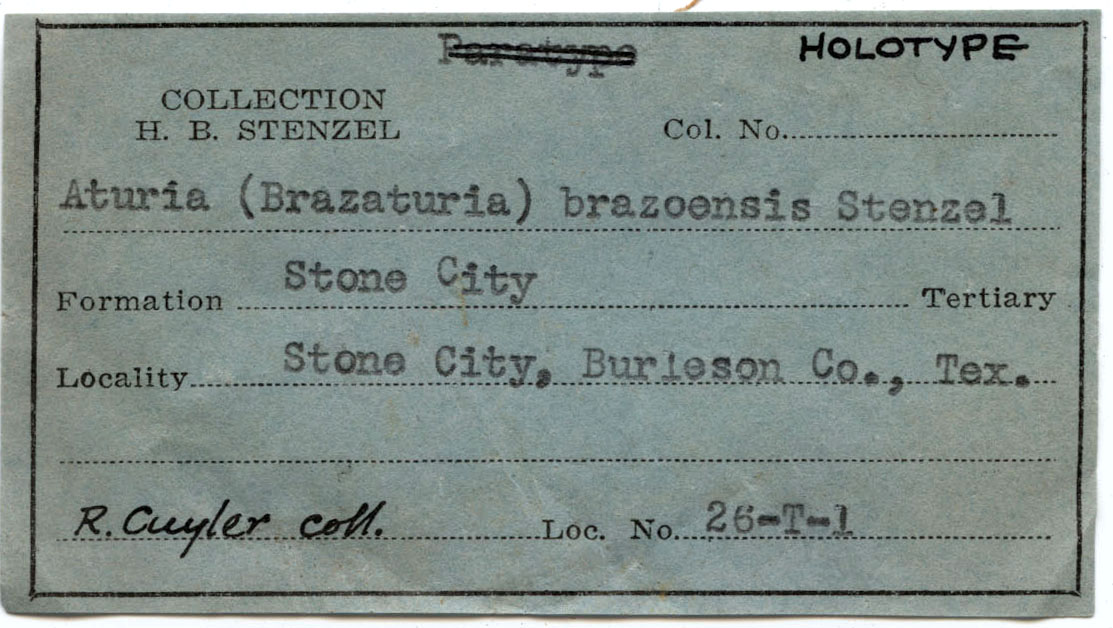 Paratype HOLOTYPE
COLLECTION
H. B. STENZEL Col. No.
Aturia (Brazaturia) brazoensis Stenzel
Formation Stone City Tertiary
Locality Stone City, Burleson Co., Tex.
R. Cuyler coll. Loc. No. 26-T-1